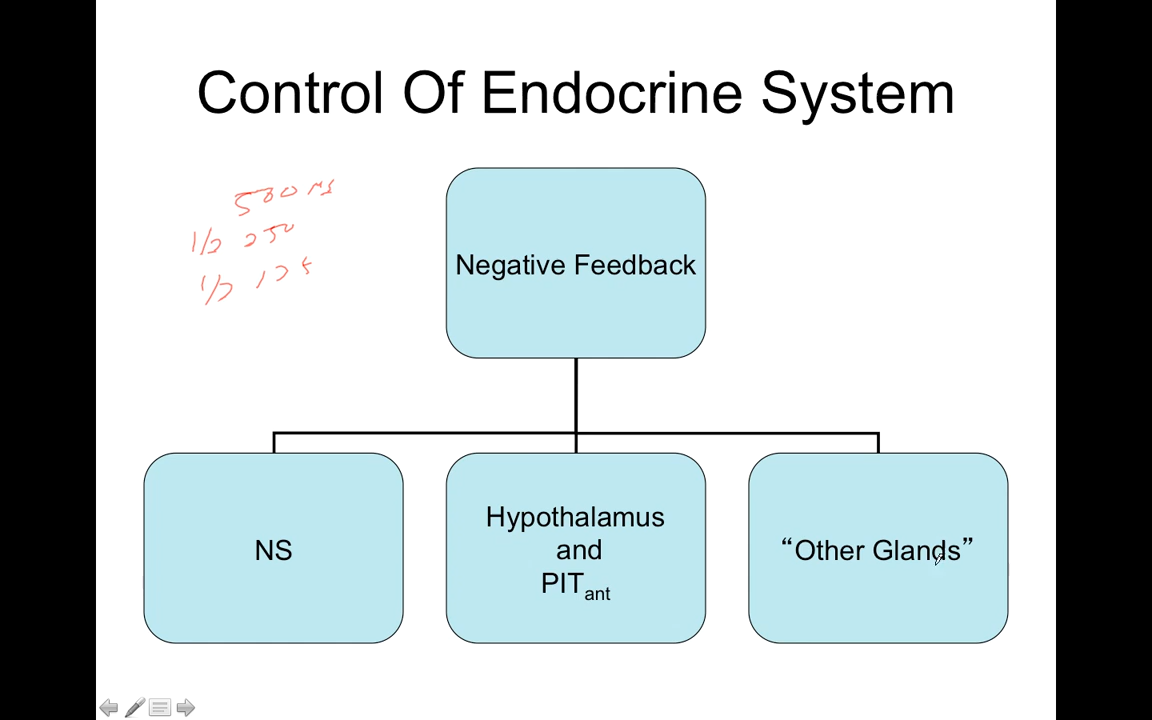 Control Of Endocrine System
500 ms
1/2 250
1/2 125
Negative Feedback
NS
Hypothalamus
and
PITant
“Other Glands”